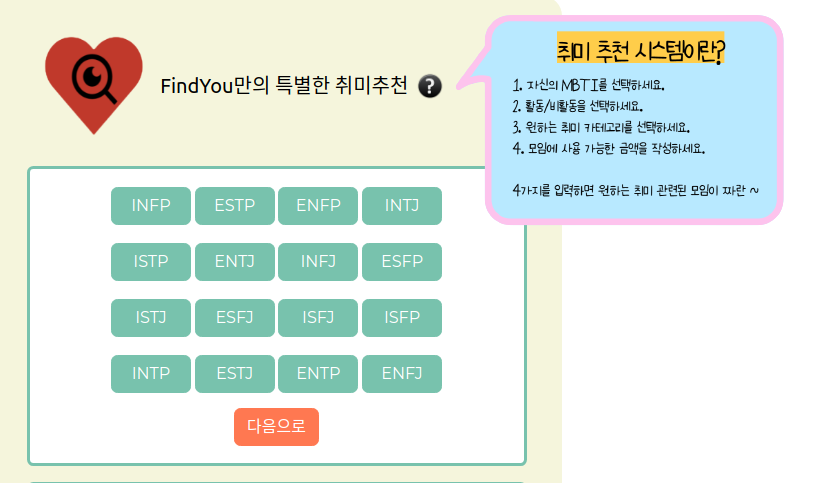 FindYou만의 특별한 취미추천 ?
취미 추천 시스템이란?
1. 자신의 MBTI를 선택하세요.
2. 활동/비활동을 선택하세요.
3. 원하는 취미 카테고리를 선택하세요.
4. 모임에 사용 가능한 금액을 작성하세요.
4가지를 입력하면 원하는 취미 관련된 모임이 짜란 ~
INFP ESTP ENFP INTJ
ISTP ENTJ INFJ ESFP
ISTJ ESFJ ISFJ ISFP
INTP ESTJ ENTP ENFJ
다음으로